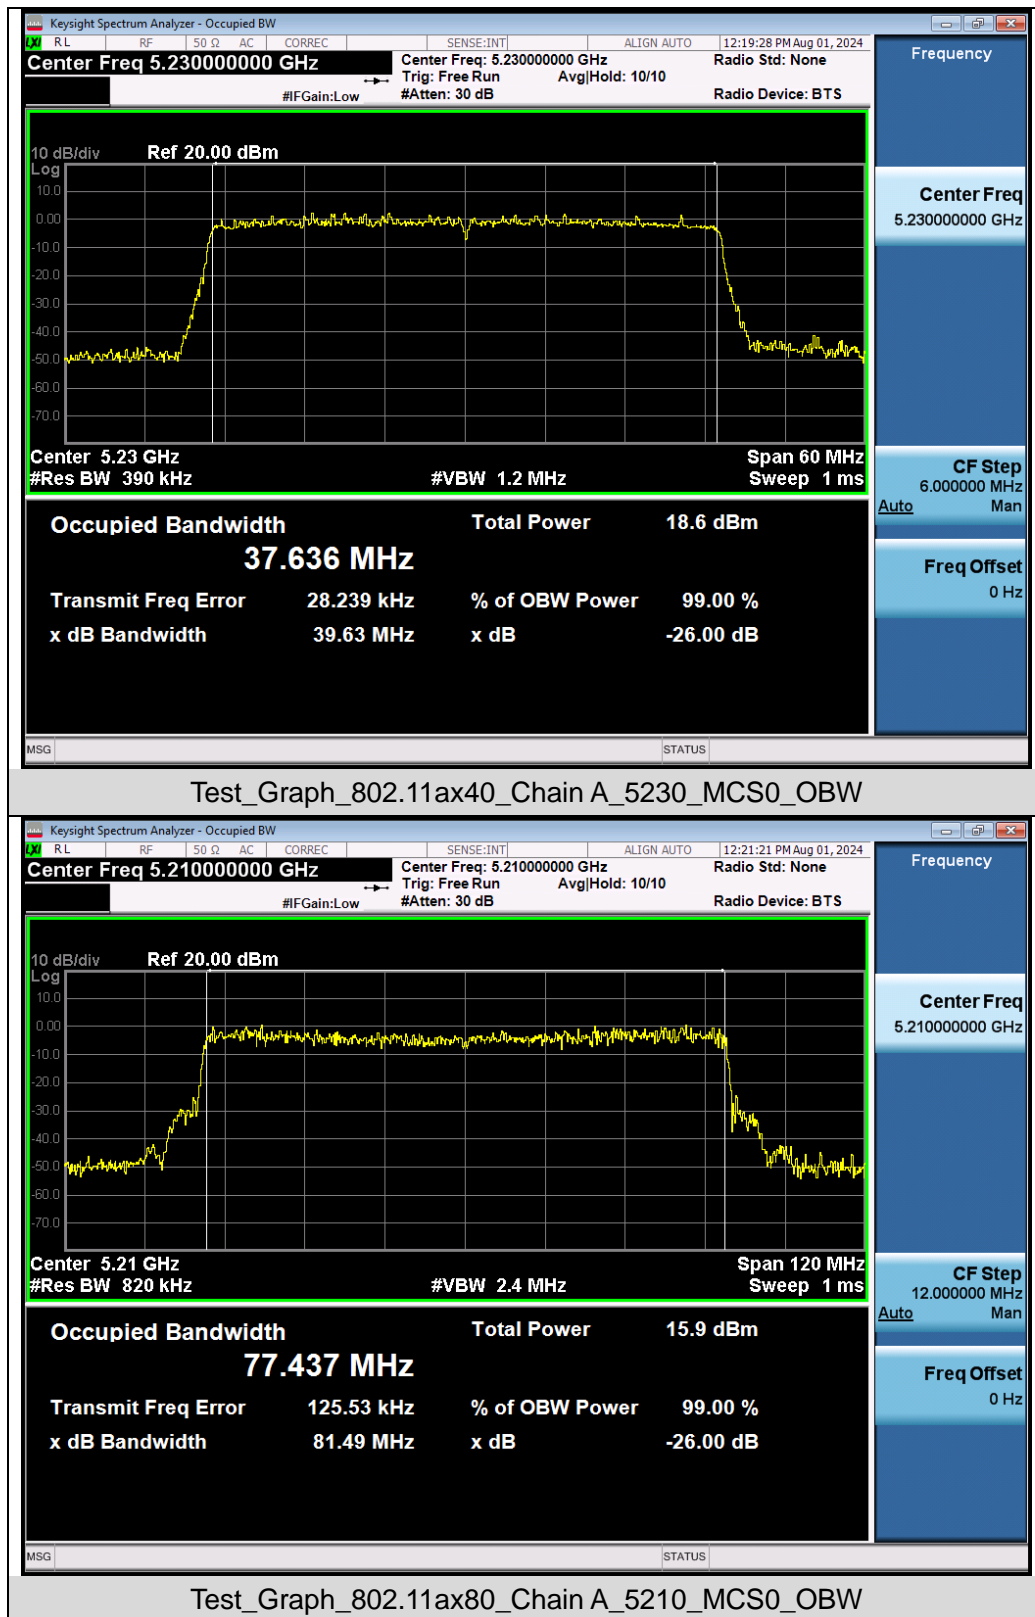 Keysight Spectrum Analyzer - Occupied BW
LXI RL RF 50 Ω AC CORREC SENSE:INT ALIGN AUTO 12:19:28 PM Aug 01, 2024
Center Freq 5.230000000 GHz
Center Freq: 5.230000000 GHz
Radio Std: None
Trig: Free Run Avg|Hold: 10/10
#IFGain:Low
#Atten: 30 dB
Radio Device: BTS
Frequency
10 dB/div Ref 20.00 dBm
Log
10.0
0.00
-10.0
-20.0
-30.0
-40.0
-50.0
-60.0
-70.0
Center 5.23 GHz
Span 60 MHz
#Res BW 390 kHz
#VBW 1.2 MHz
Sweep 1 ms
Center Freq
5.230000000 GHz
CF Step
6.000000 MHz
Auto Man
Freq Offset
0 Hz
Occupied Bandwidth
Total Power 18.6 dBm
37.636 MHz
Transmit Freq Error 28.239 kHz % of OBW Power 99.00 %
x dB Bandwidth 39.63 MHz x dB -26.00 dB
MSG STATUS
Test_Graph_802.11ax40_Chain A_5230_MCS0_OBW
Keysight Spectrum Analyzer - Occupied BW
LXI RL RF 50 Ω AC CORREC SENSE:INT ALIGN AUTO 12:21:21 PM Aug 01, 2024
Center Freq 5.210000000 GHz
Center Freq: 5.210000000 GHz
Radio Std: None
Trig: Free Run Avg|Hold: 10/10
#IFGain:Low
#Atten: 30 dB
Radio Device: BTS
Frequency
10 dB/div Ref 20.00 dBm
Log
10.0
0.00
-10.0
-20.0
-30.0
-40.0
-50.0
-60.0
-70.0
Center 5.21 GHz
Span 120 MHz
#Res BW 820 kHz
#VBW 2.4 MHz
Sweep 1 ms
Center Freq
5.210000000 GHz
CF Step
12.000000 MHz
Auto Man
Freq Offset
0 Hz
Occupied Bandwidth
Total Power 15.9 dBm
77.437 MHz
Transmit Freq Error 125.53 kHz % of OBW Power 99.00 %
x dB Bandwidth 81.49 MHz x dB -26.00 dB
MSG STATUS
Test_Graph_802.11ax80_Chain A_5210_MCS0_OBW